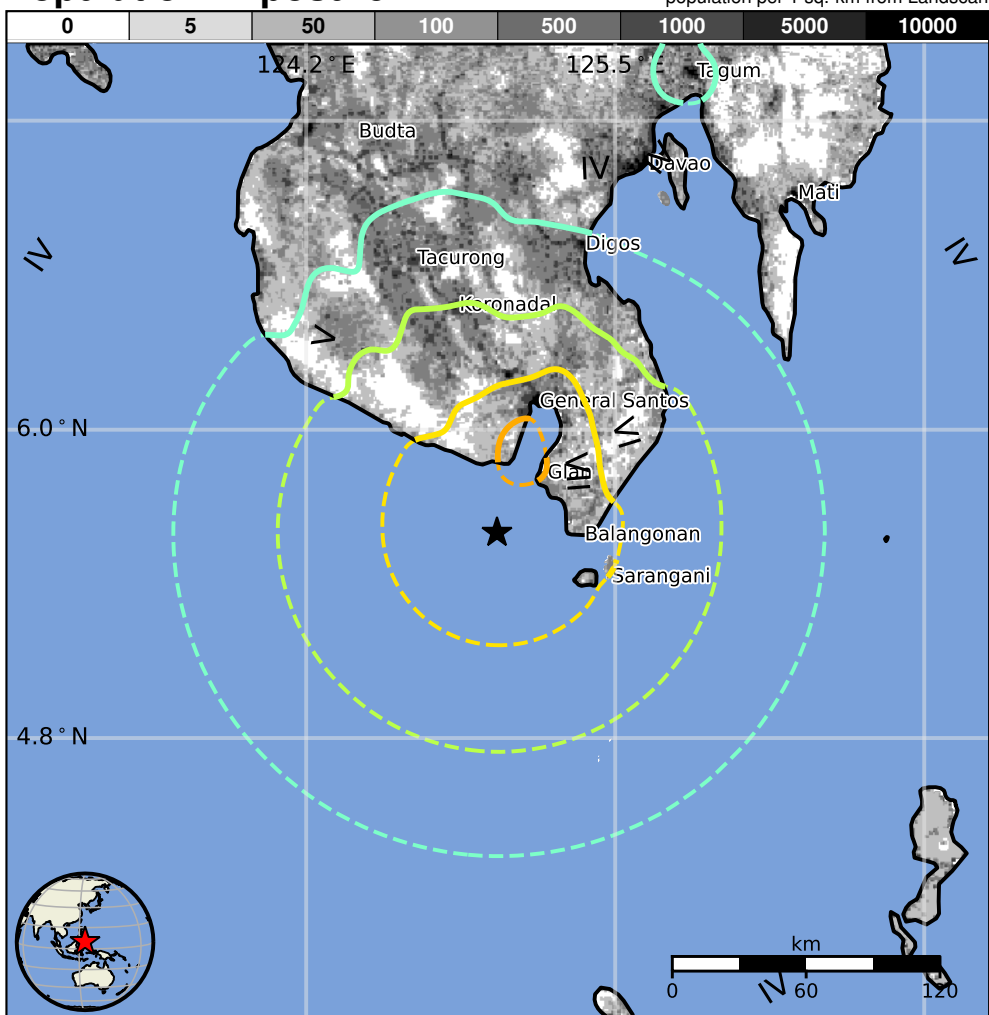 population per 1 sq. km from Landscan
0 5 50 100 500 1000 5000 10000
124.2°E 125.5°E
Tagum
Budta
IV
Davao
Mati
IV
IV
Digos
Tacurong
Koronadal
V
General Santos
6.0°N
VI
Glan
VII
Balangonan
Sarangani
4.8°N
km
IV
0 60 120